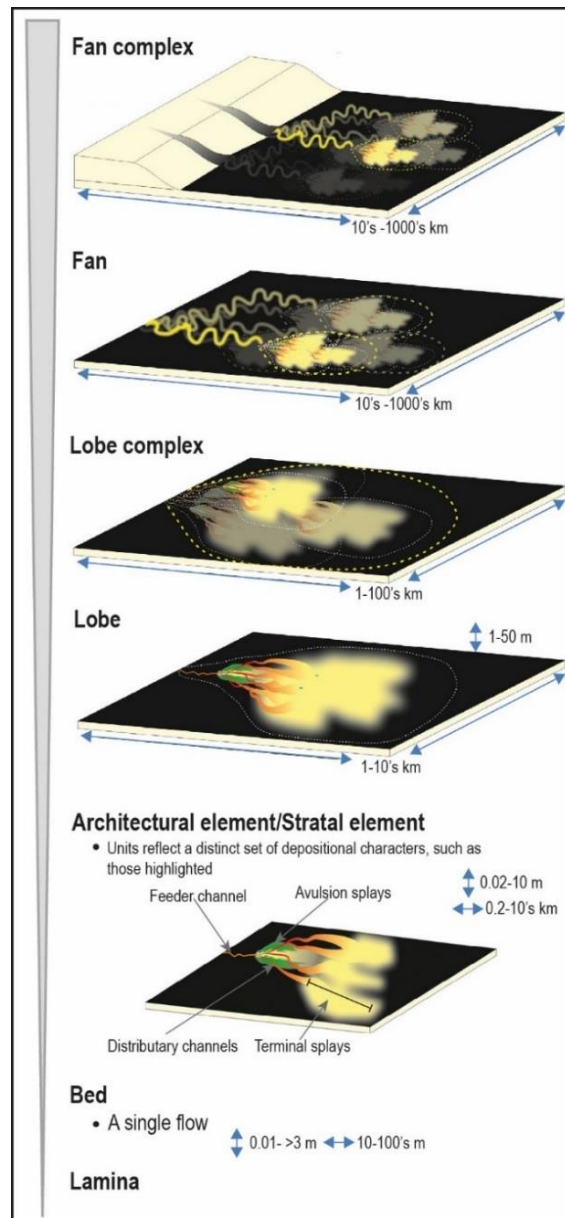 Fan complex
10's -1000's km
Fan
10's -1000's km
Lobe complex
1-100's km
Lobe
1-50 m
1-10's km
Architectural element/Stratal element
• Units reflect a distinct set of depositional characters, such as
those highlighted
0.02-10 m
0.2-10's km
Feeder channel
Avulsion splays
Distributary channels
Terminal splays
Bed
• A single flow
0.01- >3 m
10-100's m
Lamina